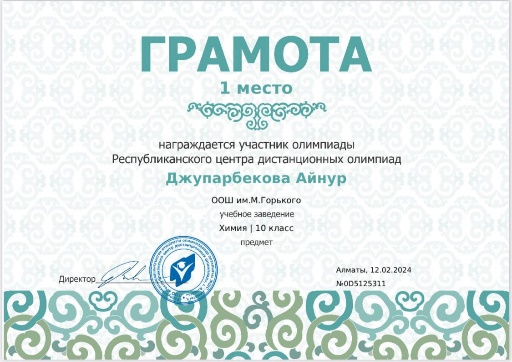 ГРАМОТА
1 место
награждается участник олимпиады
Республиканского центра дистанционных олимпиад
Джупарбекова Айнур
ООШ им.М.Горького
учебное заведение
Химия | 10 класс
предмет
Директор
Алматы, 12.02.2024
№0D5125311